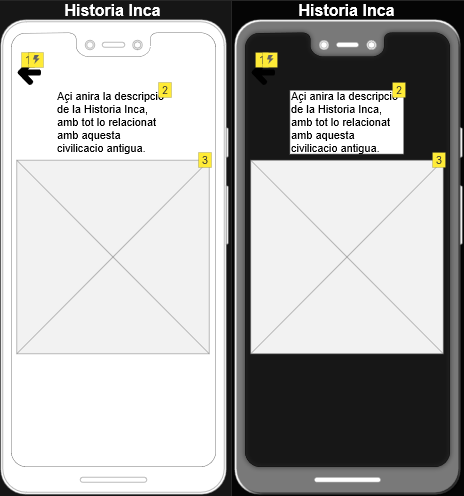 Historia Inca
1
2
Açi anira la descripcio
de la Historia Inca,
amb tot lo relacionat
amb aquesta
civilicacio antigua.
3
Historia Inca
1
2
Açi anira la descripcio
de la Historia Inca,
amb tot lo relacionat
amb aquesta
civilicacio antigua.
3